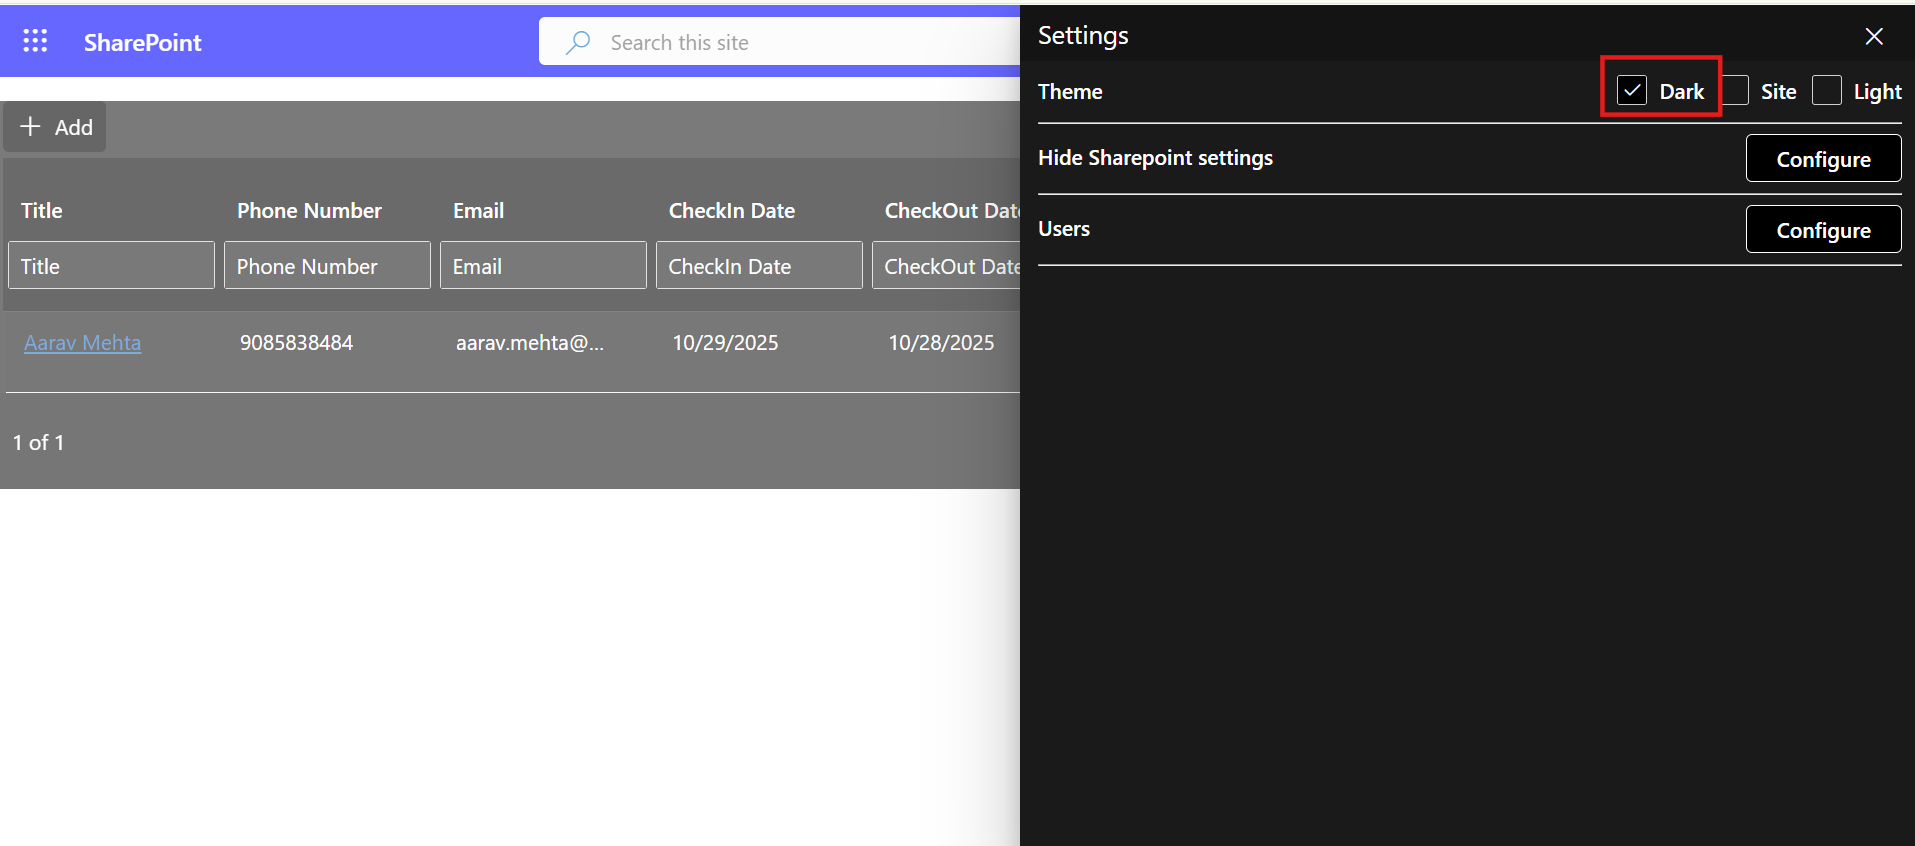 SharePoint
Search this site
+ Add
Title Phone Number Email CheckIn Date CheckOut Date
Title Phone Number Email CheckIn Date CheckOut Date
Aarav Mehta 9085838484 aarav.mehta@... 10/29/2025 10/28/2025
1 of 1
Settings
Theme Dark Site Light
Hide Sharepoint settings Configure
Users Configure